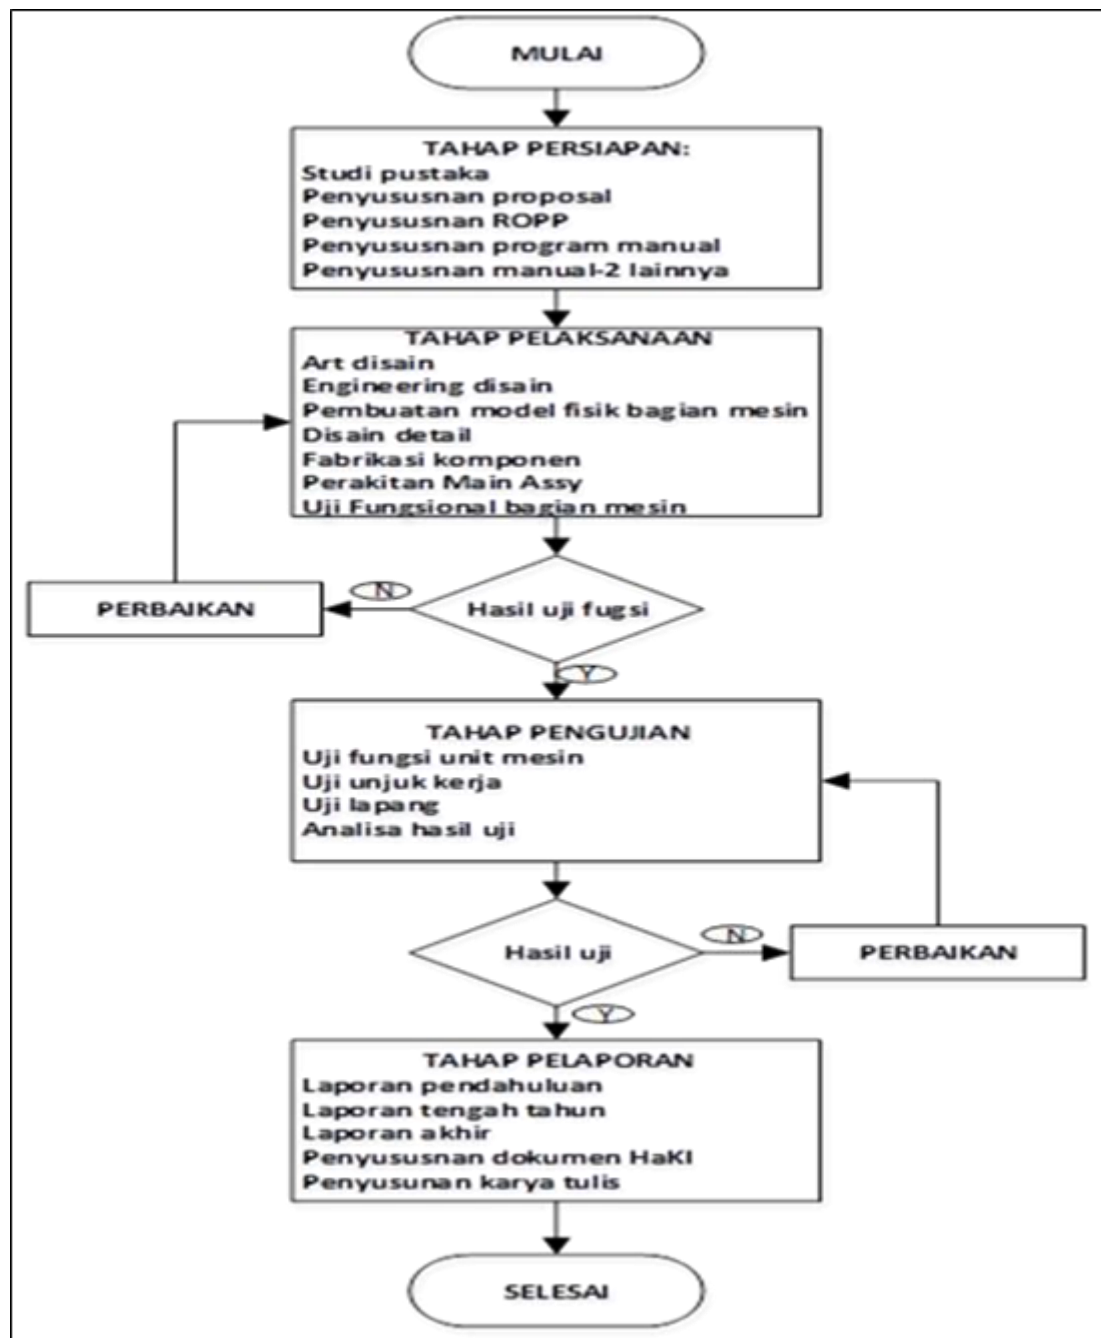 MULAI
TAHAP PERSIAPAN:
Studi pustaka
Penyususnan proposal
Penyususnan ROPP
Penyususnan program manual
Penyususnan manual-2 lainnya
TAHAP PELAKSANAAN
Art disain
Engineering disain
Pembuatan model fisik bagian mesin
Disain detail
Fabrikasi komponen
Perakitan Main Assy
Uji Fungsional bagian mesin
Hasil uji fugsi
N
PERBAIKAN
Y
TAHAP PENGUJIAN
Uji fungsi unit mesin
Uji unjuk kerja
Uji lapang
Analisa hasil uji
Hasil uji
N
PERBAIKAN
Y
TAHAP PELAPORAN
Laporan pendahuluan
Laporan tengah tahun
Laporan akhir
Penyususnan dokumen HaKI
Penyusunan karya tulis
SELESAI